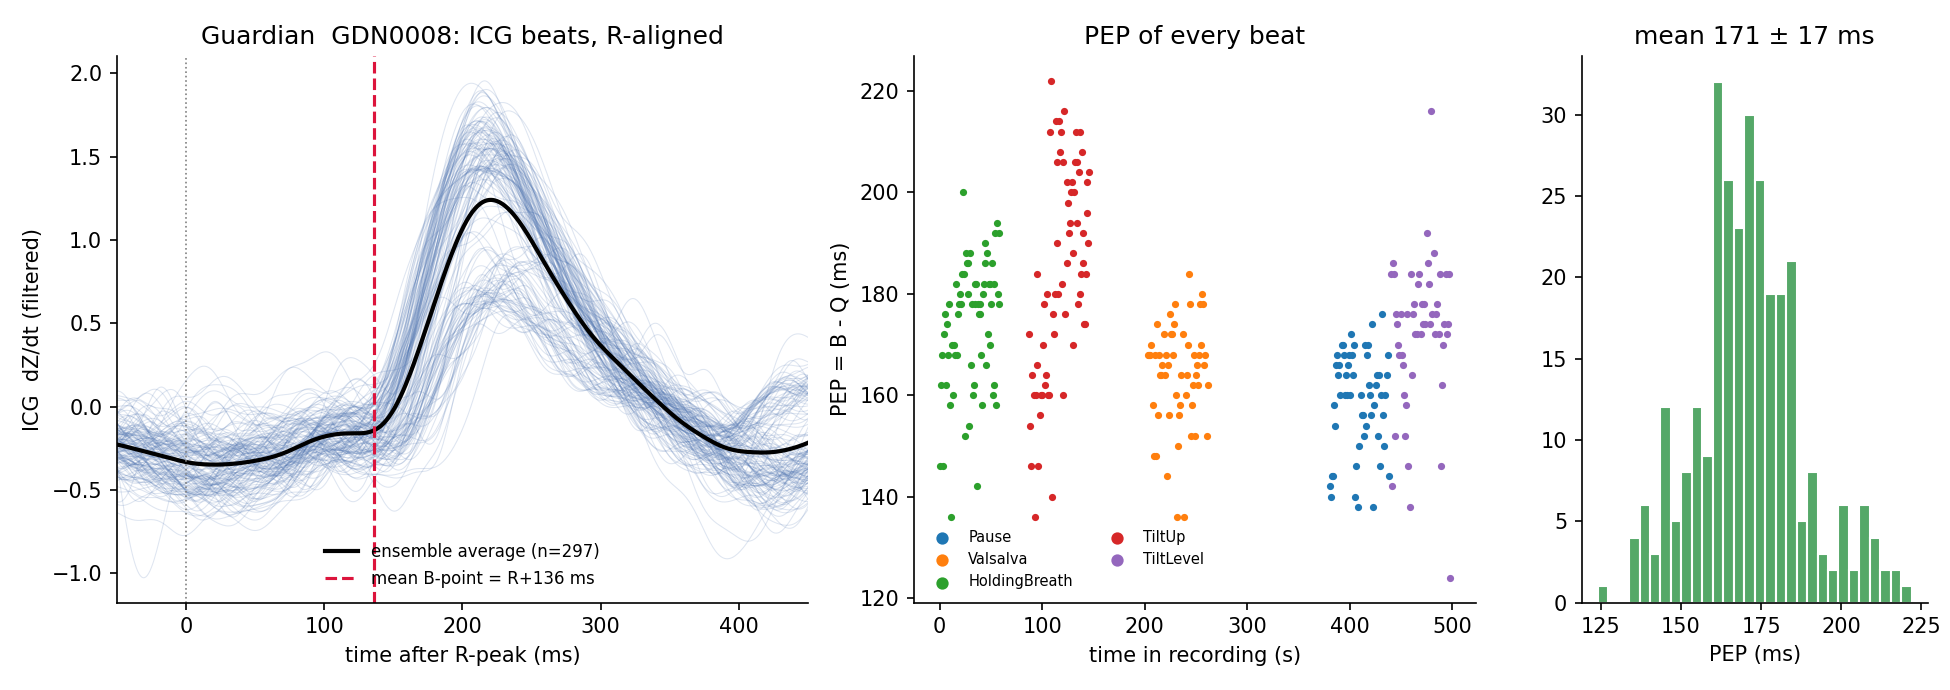 Guardian  GDN0008: ICG beats, R-aligned
ICG  dZ/dt (filtered)
2.0
1.5
1.0
0.5
0.0
−0.5
−1.0
ensemble average (n=297)
mean B-point = R+136 ms
0
100
200
300
400
time after R-peak (ms)
PEP of every beat
PEP = B - Q (ms)
220
200
180
160
140
120
Pause
Valsalva
HoldingBreath
TiltUp
TiltLevel
0
100
200
300
400
500
time in recording (s)
mean 171 ± 17 ms
30
25
20
15
10
5
0
125
150
175
200
225
PEP (ms)